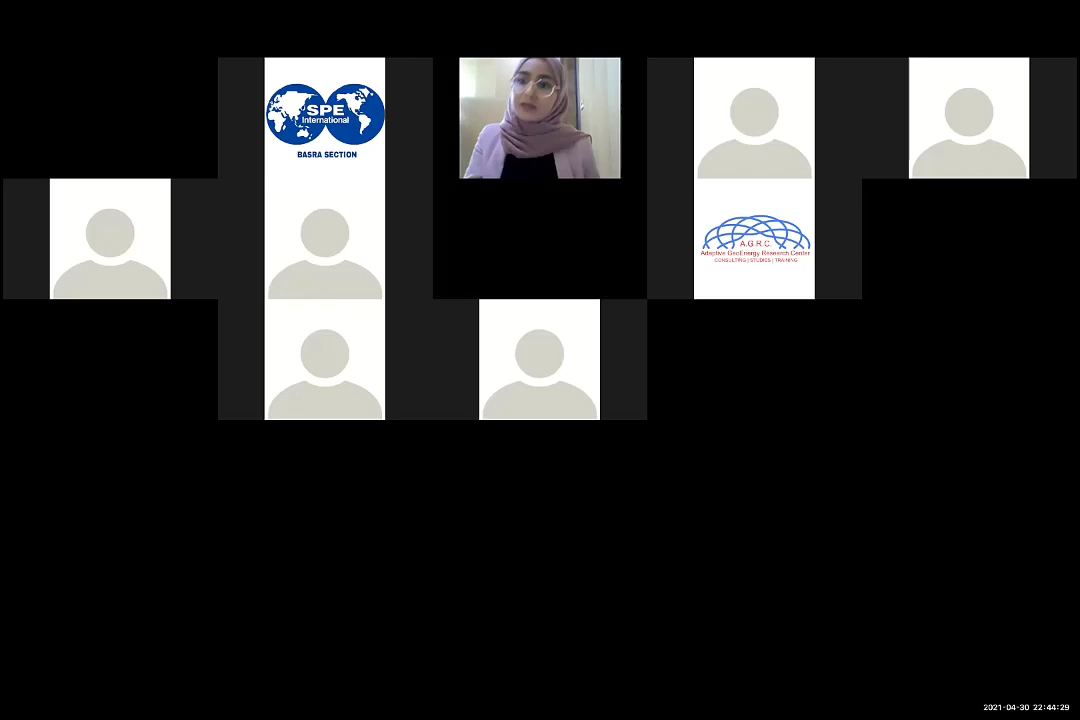 SPE
International
BASRA SECTION
A.G.R.C.
Adaptive GeoEnergy Research Center
CONSULTING | STUDIES | TRAINING
2021-04-30 22:44:29